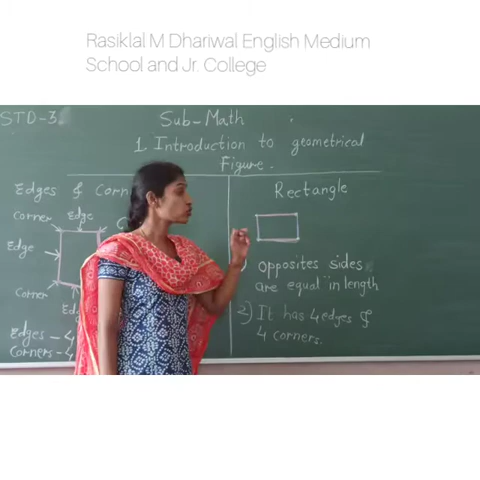 Rasiklal M Dhariwal English Medium
School and Jr. College
STD-3.
Sub-Math
1. Introduction to geometrical
Figure.
Edges & Corn
Corner
Edge
Edge
Corner
Edges - 4
Corners - 4
Rectangle
) opposites sides
are equal in length
2) It has 4 edges &
4 corners.